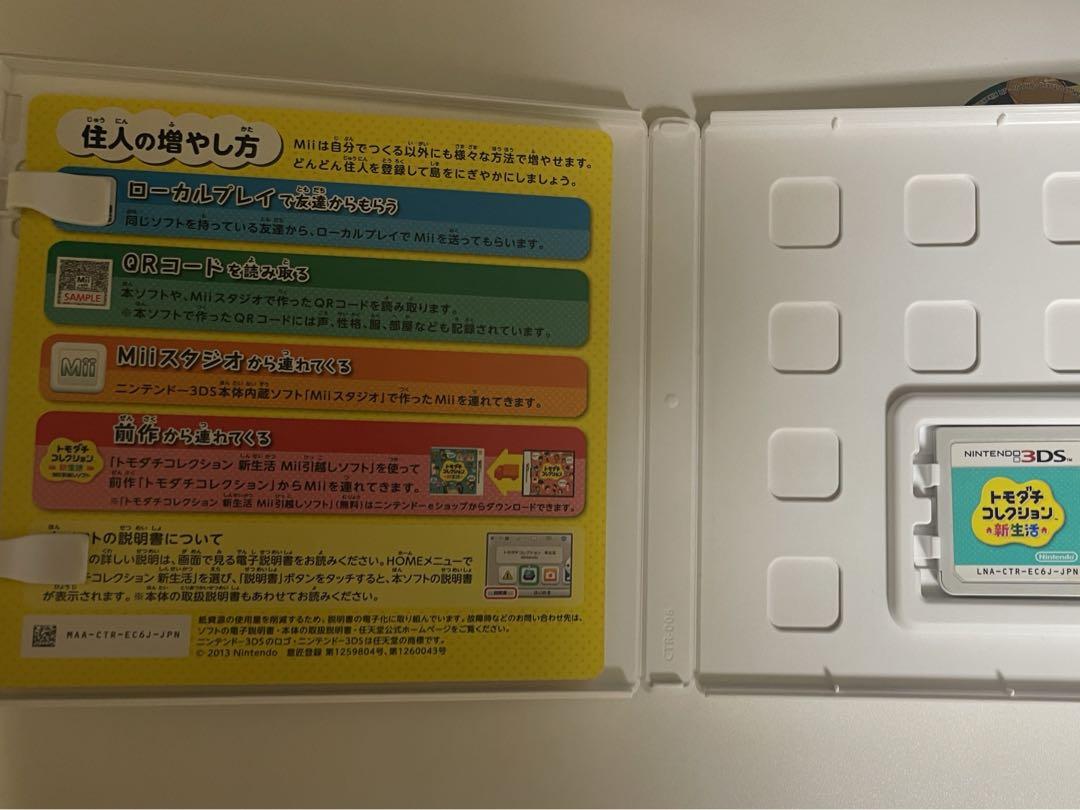 住人の増やし方
Miiは自分でつくる以外にも様々な方法で増やせます。
どんどん住人を登録して島をにぎやかにしましょう。
ローカルプレイで友達からもらう
同じソフトを持っている友達から、ローカルプレイでMiiを送ってもらいます。
QRコードを読み取る
Mii
SAMPLE
本ソフトや、Miiスタジオで作ったQRコードを読み取ります。
※本ソフトで作ったQRコードには声、性格、服、部屋なども記録されています。
Mii
Miiスタジオから連れてくる
ニンテンドー3DS本体内蔵ソフト「Miiスタジオ」で作ったMiiを連れてきます。
前作から連れてくる
トモダチ
コレクション
新生活
「トモダチコレクション 新生活 Mii引越しソフト」を使って
前作「トモダチコレクション」からMiiを連れてきます。
※「トモダチコレクション 新生活 Mii引越しソフト」(無料)はニンテンドーeショップからダウンロードできます。
ソフトの説明書について
の詳しい説明は、画面で見る電子説明書をお読みください。HOMEメニューで
コレクション 新生活」を選び、「説明書」ボタンをタッチすると、本ソフトの説明書
が表示されます。※本体の取扱説明書もあわせてお読みください。
MAA-CTR-EC6J-JPN
紙資源の使用量を削減するため、説明書の電子化に取り組んでいます。故障時などのお問い合わせ先は、
ソフトの電子説明書・本体の取扱説明書・任天堂公式ホームページをご覧ください。
ニンテンドー3DSのロゴ・ニンテンドー3DSは任天堂の商標です。
© 2013 Nintendo 意匠登録 第1259804号、第1260043号
CTR-006
NINTENDO3DS™
トモダチ
コレクション™
新生活
Nintendo
LNA-CTR-EC6J-JPN